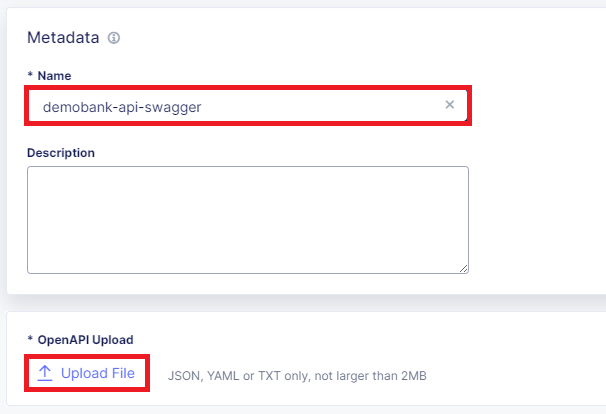 Metadata
* Name
demobank-api-swagger
Description
* OpenAPI Upload
Upload File JSON, YAML or TXT only, not larger than 2MB